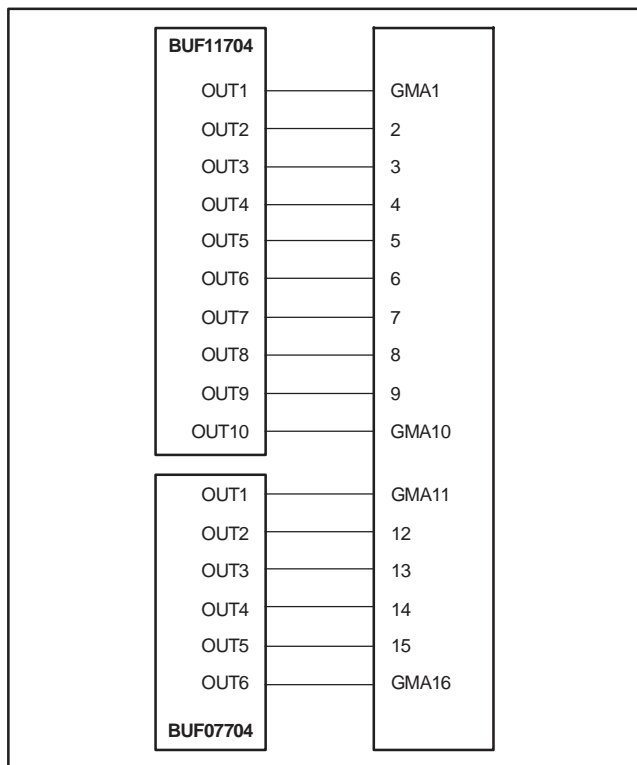 BUF11704
OUT1 GMA1
OUT2 2
OUT3 3
OUT4 4
OUT5 5
OUT6 6
OUT7 7
OUT8 8
OUT9 9
OUT10 GMA10
OUT1 GMA11
OUT2 12
OUT3 13
OUT4 14
OUT5 15
OUT6 GMA16
BUF07704